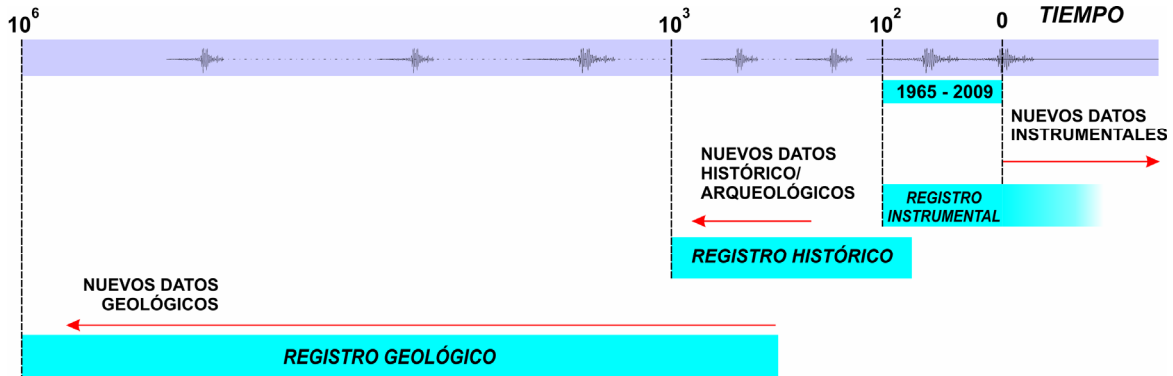 10⁶
10³
10²
0
TIEMPO
1965 - 2009
NUEVOS DATOS
INSTRUMENTALES
NUEVOS DATOS
HISTÓRICO/
ARQUEOLÓGICOS
REGISTRO
INSTRUMENTAL
REGISTRO HISTÓRICO
NUEVOS DATOS
GEOLÓGICOS
REGISTRO GEOLÓGICO